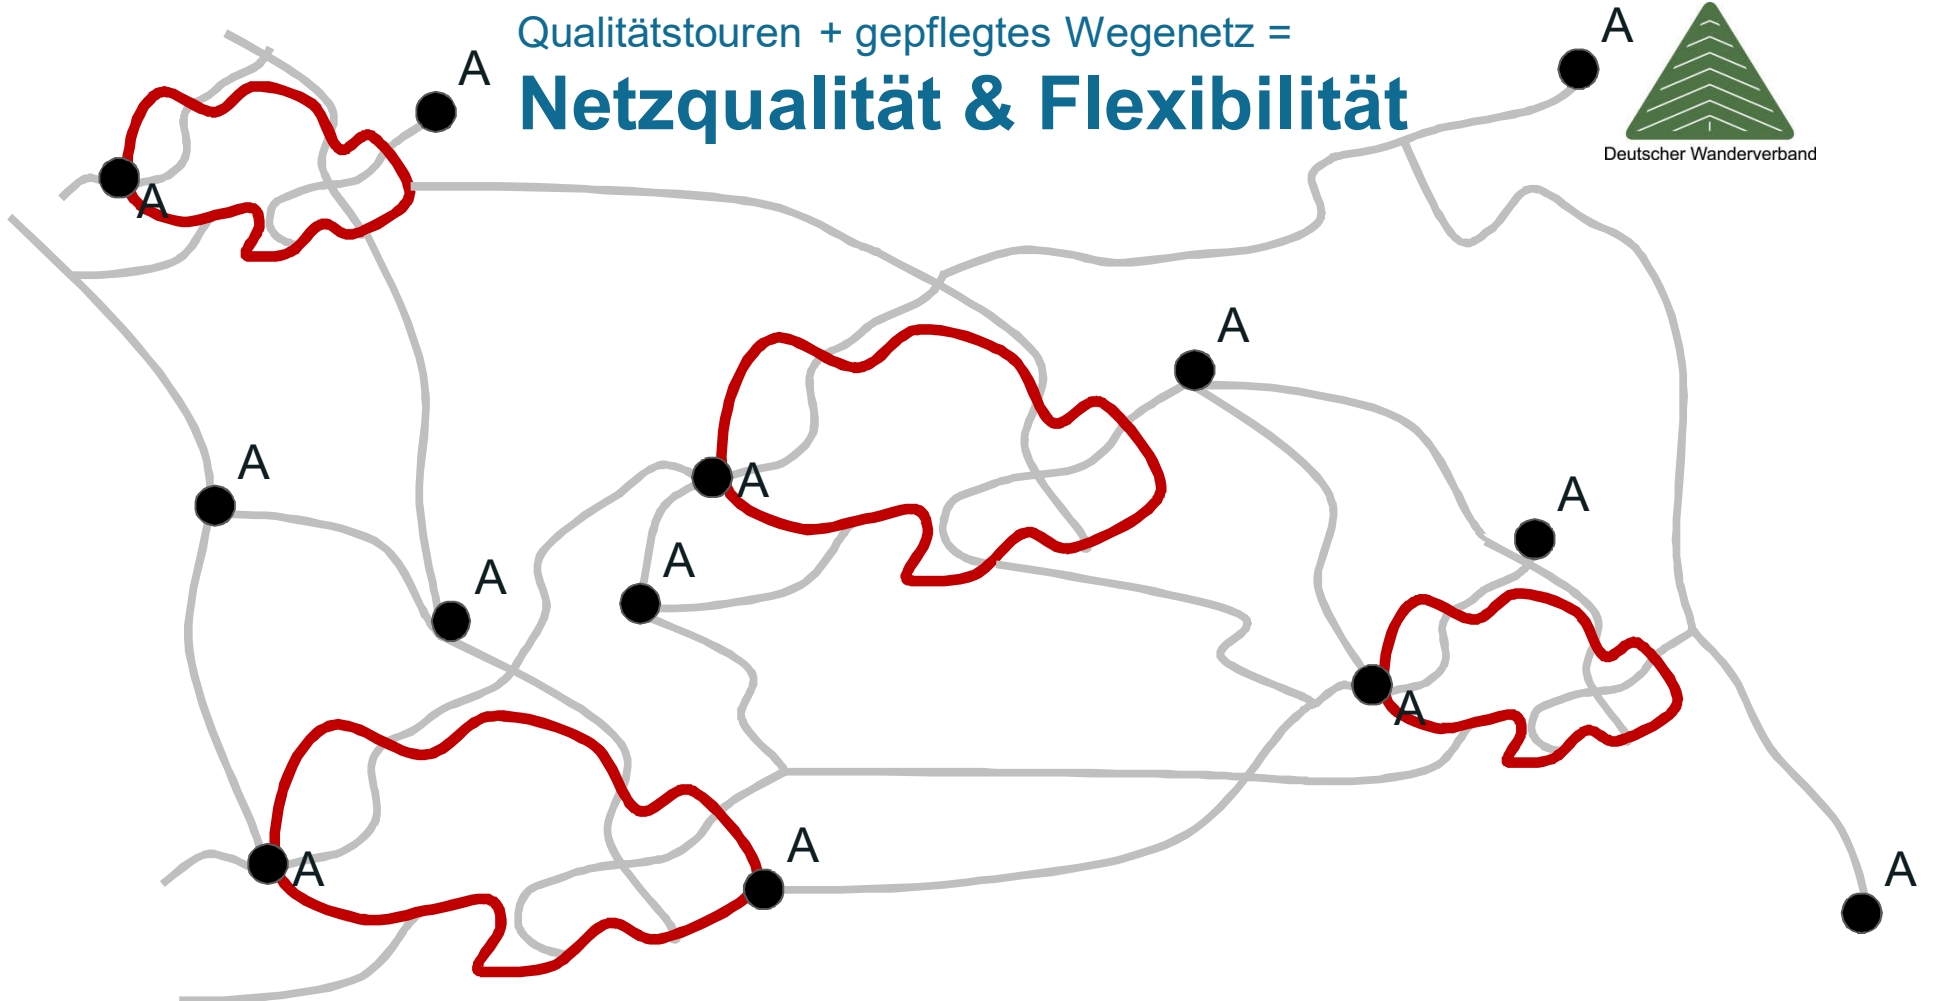 Qualitätstouren + gepflegtes Wegenetz =
Netzqualität & Flexibilität
A
A
Deutscher Wanderverband
A
A
A
A
A
A
A
A
A
A
A
A